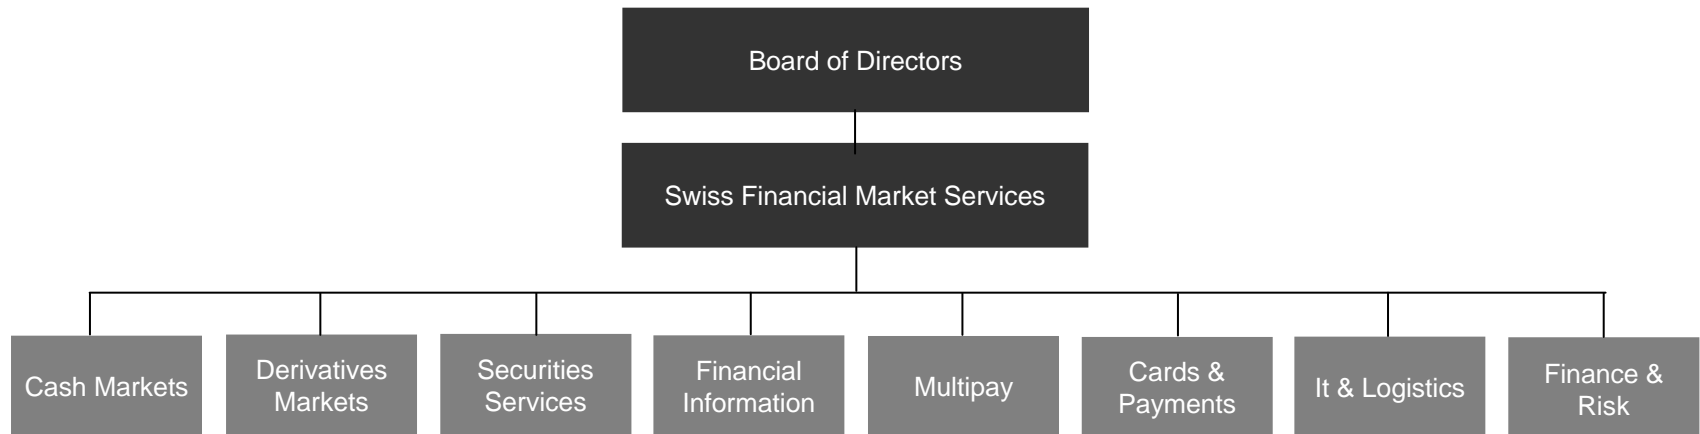 Board of Directors
Swiss Financial Market Services
Cash Markets
Derivatives
Markets
Securities
Services
Financial
Information
Multipay
Cards &
Payments
It & Logistics
Finance &
Risk